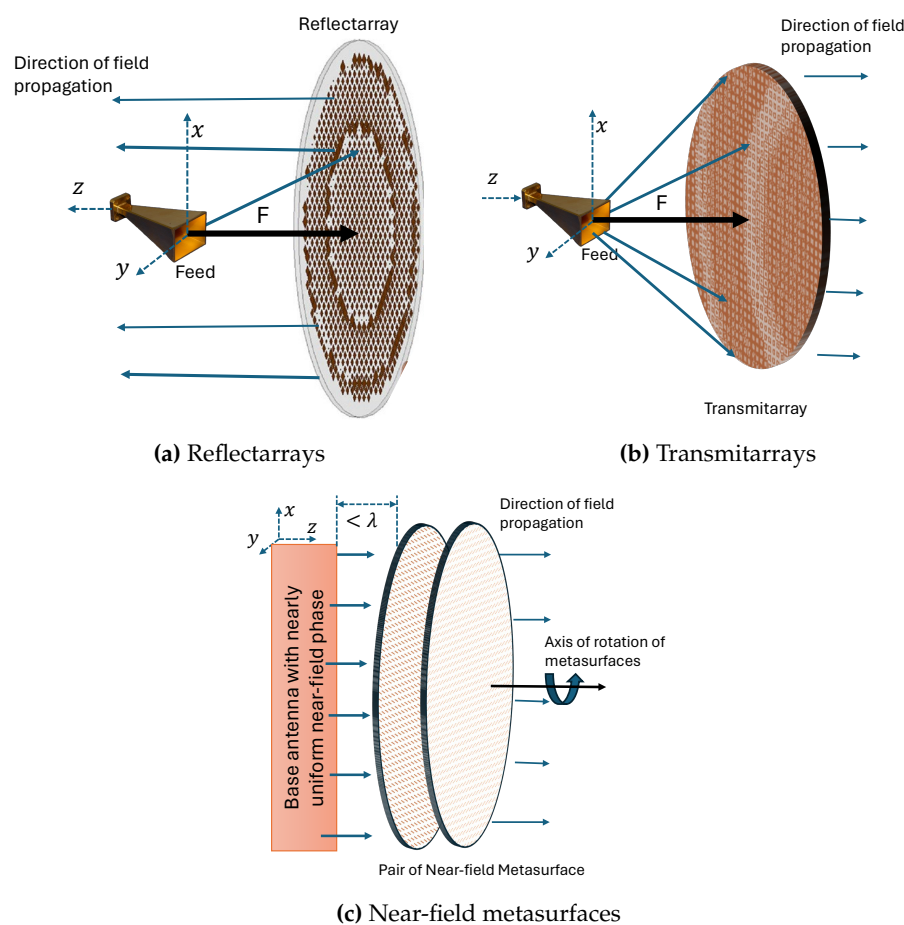 Reflectarray
Direction of field
propagation
x
z
F
y
Feed
(a) Reflectarrays
Direction of field
propagation
x
z
F
y
Feed
Transmitarray
(b) Transmitarrays
x
y
z
< λ
Direction of field
propagation
Base antenna with nearly
uniform near-field phase
Axis of rotation of
metasurfaces
Pair of Near-field Metasurface
(c) Near-field metasurfaces